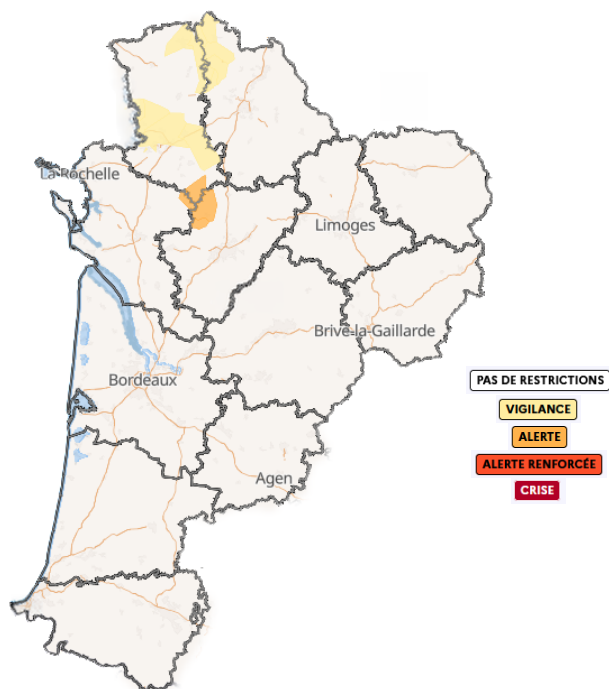 La Rochelle
Limoges
Brive-la-Gaillarde
Bordeaux
Agen
PAS DE RESTRICTIONS
VIGILANCE
ALERTE
ALERTE RENFORCÉE
CRISE